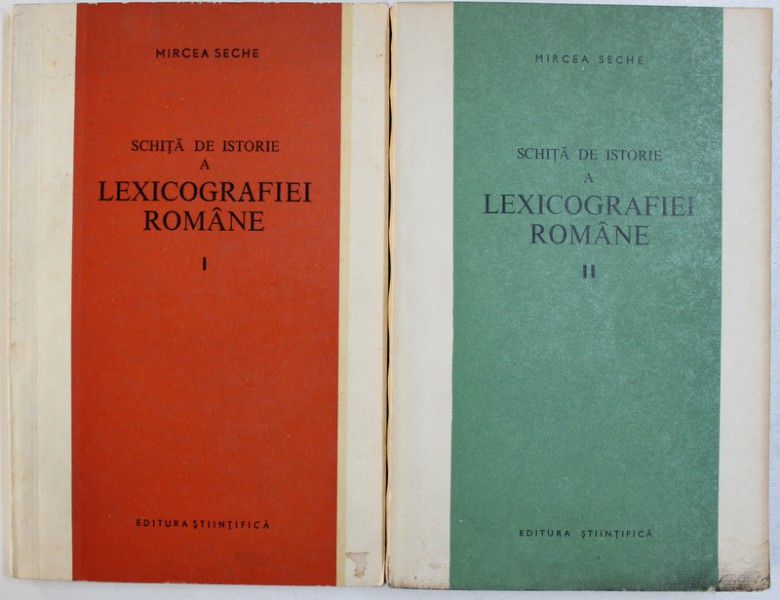 MIRCEA SECHE
SCHIȚĂ DE ISTORIE
A
LEXICOGRAFIEI
ROMÂNE
I
EDITURA ȘTIINȚIFICĂ
MIRCEA SECHE
SCHIȚĂ DE ISTORIE
A
LEXICOGRAFIEI
ROMÂNE
II
EDITURA ȘTIINȚIFICĂ